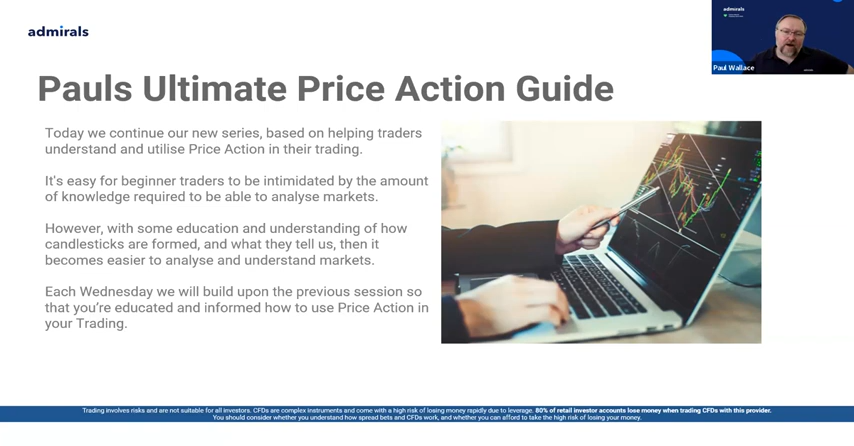 admirals
admirals
Paul Wallace
Pauls Ultimate Price Action Guide
Today we continue our new series, based on helping traders
understand and utilise Price Action in their trading.
It's easy for beginner traders to be intimidated by the amount
of knowledge required to be able to analyse markets.
However, with some education and understanding of how
candlesticks are formed, and what they tell us, then it
becomes easier to analyse and understand markets.
Each Wednesday we will build upon the previous session so
that you're educated and informed how to use Price Action in
your Trading.
Trading involves risks and are not suitable for all investors. CFDs are complex instruments and come with a high risk of losing money rapidly due to leverage. 80% of retail investor accounts lose money when trading CFDs with this provider.
You should consider whether you understand how spread bets and CFDs work, and whether you can afford to take the high risk of losing your money.